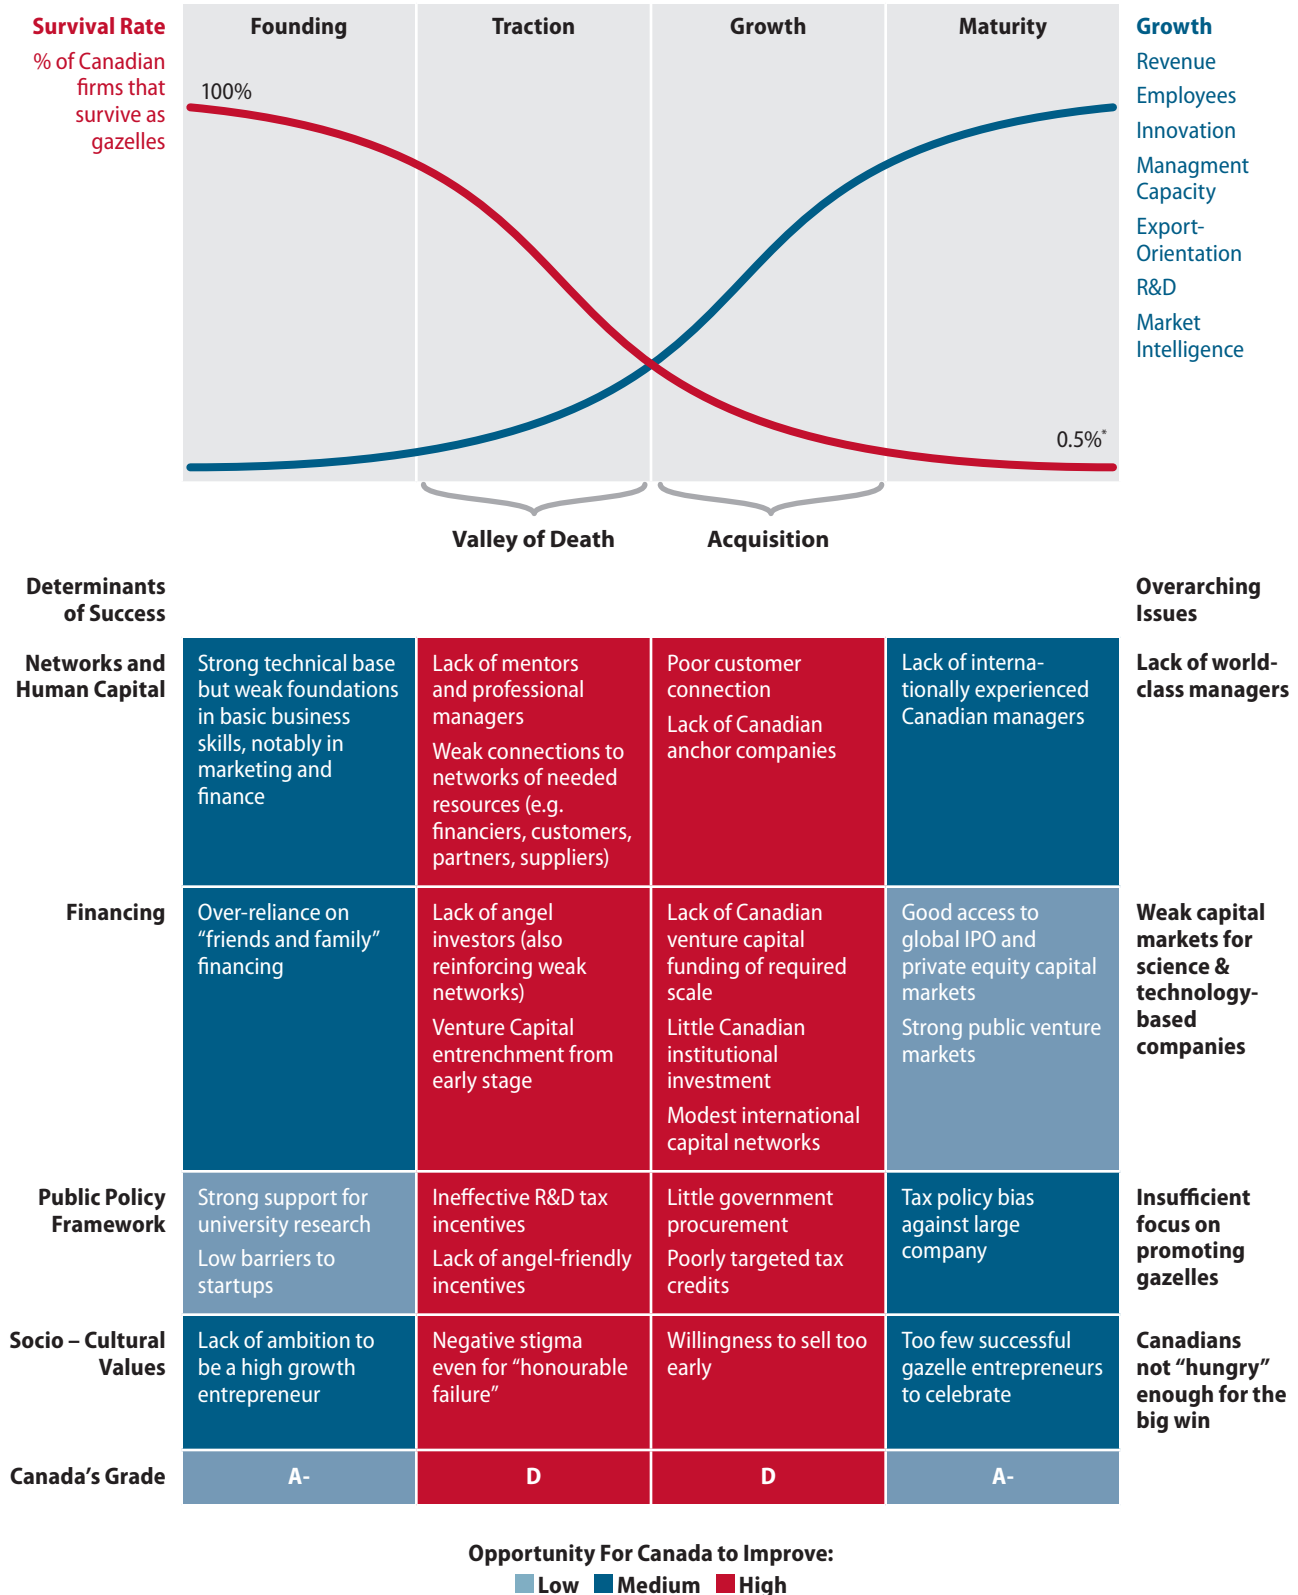 Survival Rate
% of Canadian
firms that
survive as
gazelles
Founding
Traction
Growth
Maturity
100%
0.5%*
Growth
Revenue
Employees
Innovation
Managment
Capacity
Export-
Orientation
R&D
Market
Intelligence
Valley of Death
Acquisition
Determinants
of Success
Overarching
Issues
Networks and
Human Capital
Strong technical base
but weak foundations
in basic business
skills, notably in
marketing and
finance
Lack of mentors
and professional
managers
Weak connections to
networks of needed
resources (e.g.
financiers, customers,
partners, suppliers)
Poor customer
connection
Lack of Canadian
anchor companies
Lack of interna-
tionally experienced
Canadian managers
Lack of world-
class managers
Financing
Over-reliance on
“friends and family”
financing
Lack of angel
investors (also
reinforcing weak
networks)
Venture Capital
entrenchment from
early stage
Lack of Canadian
venture capital
funding of required
scale
Little Canadian
institutional
investment
Modest international
capital networks
Good access to
global IPO and
private equity capital
markets
Strong public venture
markets
Weak capital
markets for
science &
technology-
based
companies
Public Policy
Framework
Strong support for
university research
Low barriers to
startups
Ineffective R&D tax
incentives
Lack of angel-friendly
incentives
Little government
procurement
Poorly targeted tax
credits
Tax policy bias
against large
company
Insufficient
focus on
promoting
gazelles
Socio – Cultural
Values
Lack of ambition to
be a high growth
entrepreneur
Negative stigma
even for “honourable
failure”
Willingness to sell too
early
Too few successful
gazelle entrepreneurs
to celebrate
Canadians
not “hungry”
enough for the
big win
Canada’s Grade
A-
D
D
A-
Opportunity For Canada to Improve:
Low Medium High